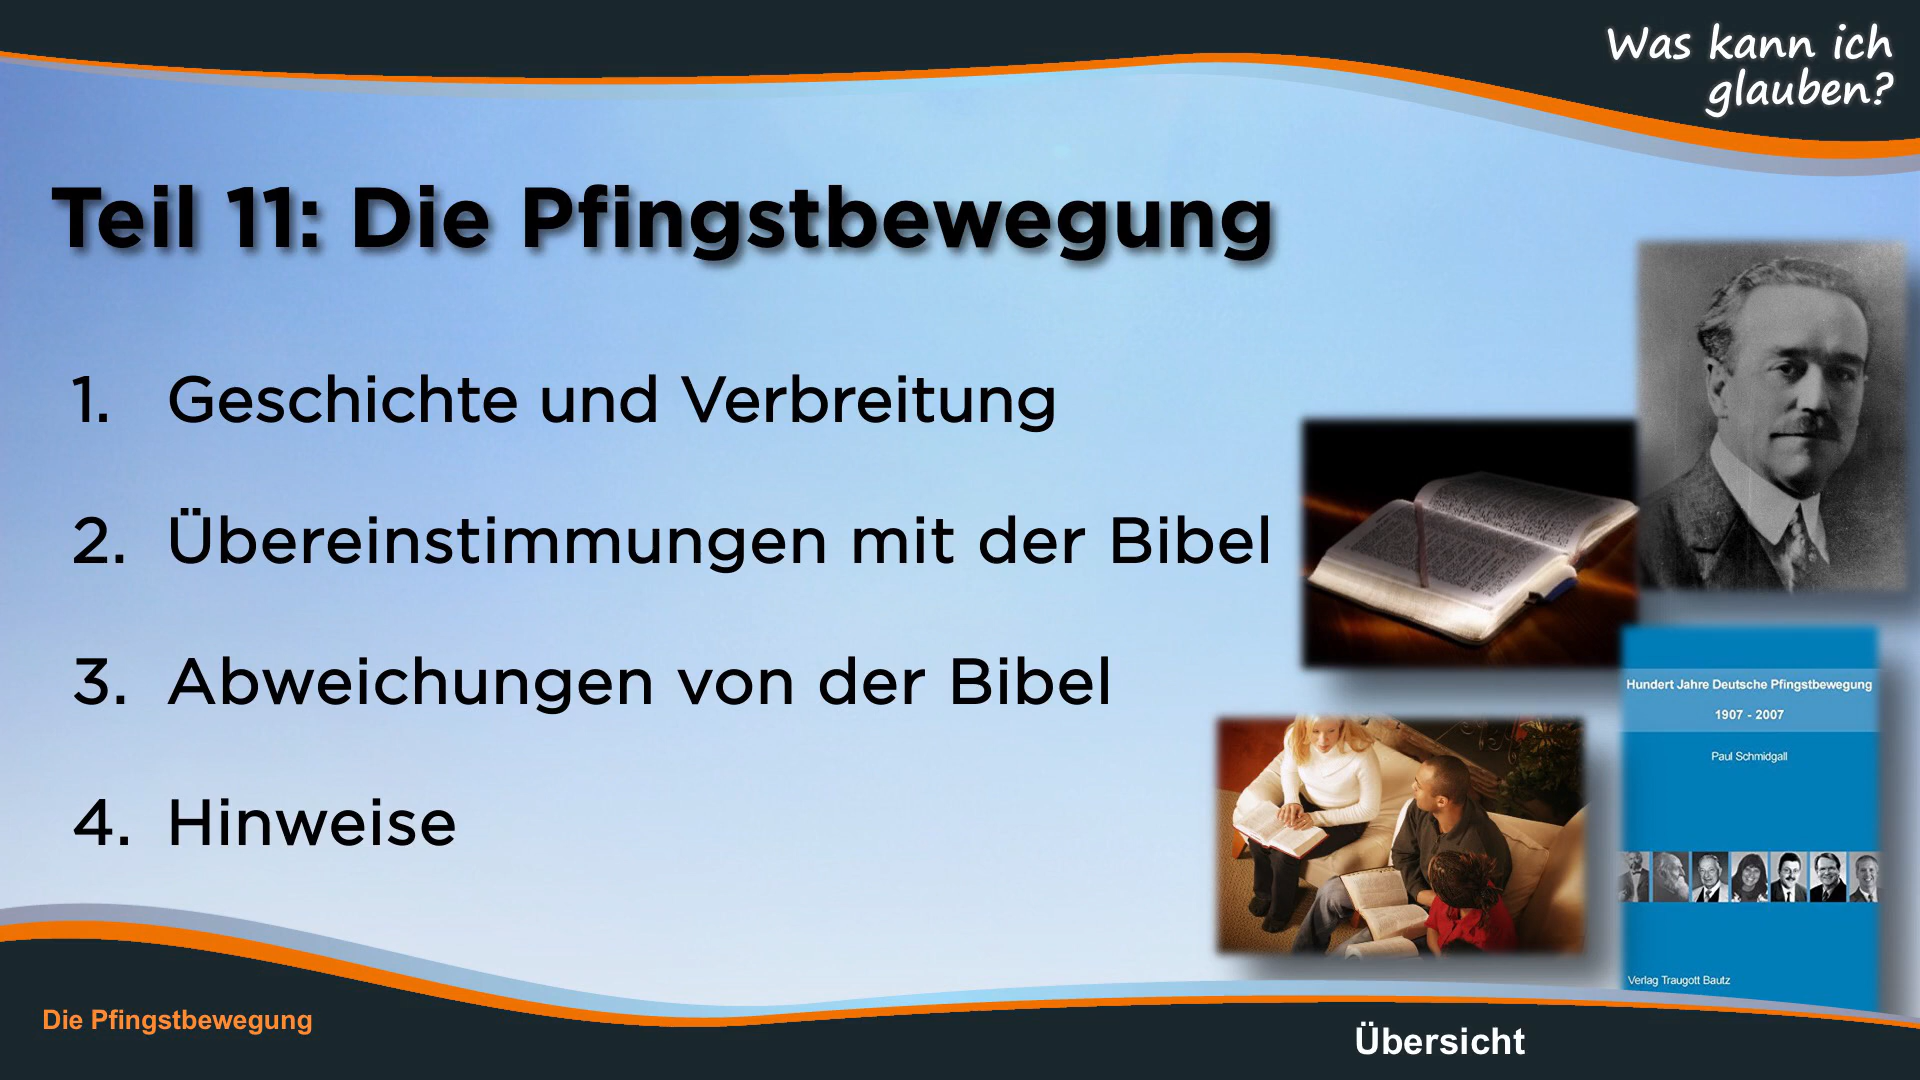 Was kann ich
glauben?
Teil 11: Die Pfingstbewegung
1. Geschichte und Verbreitung
2. Übereinstimmungen mit der Bibel
3. Abweichungen von der Bibel
4. Hinweise
Hundert Jahre Deutsche Pfingstbewegung
1907 - 2007
Paul Schmidgall
Verlag Traugott Bautz
Die Pfingstbewegung
Übersicht